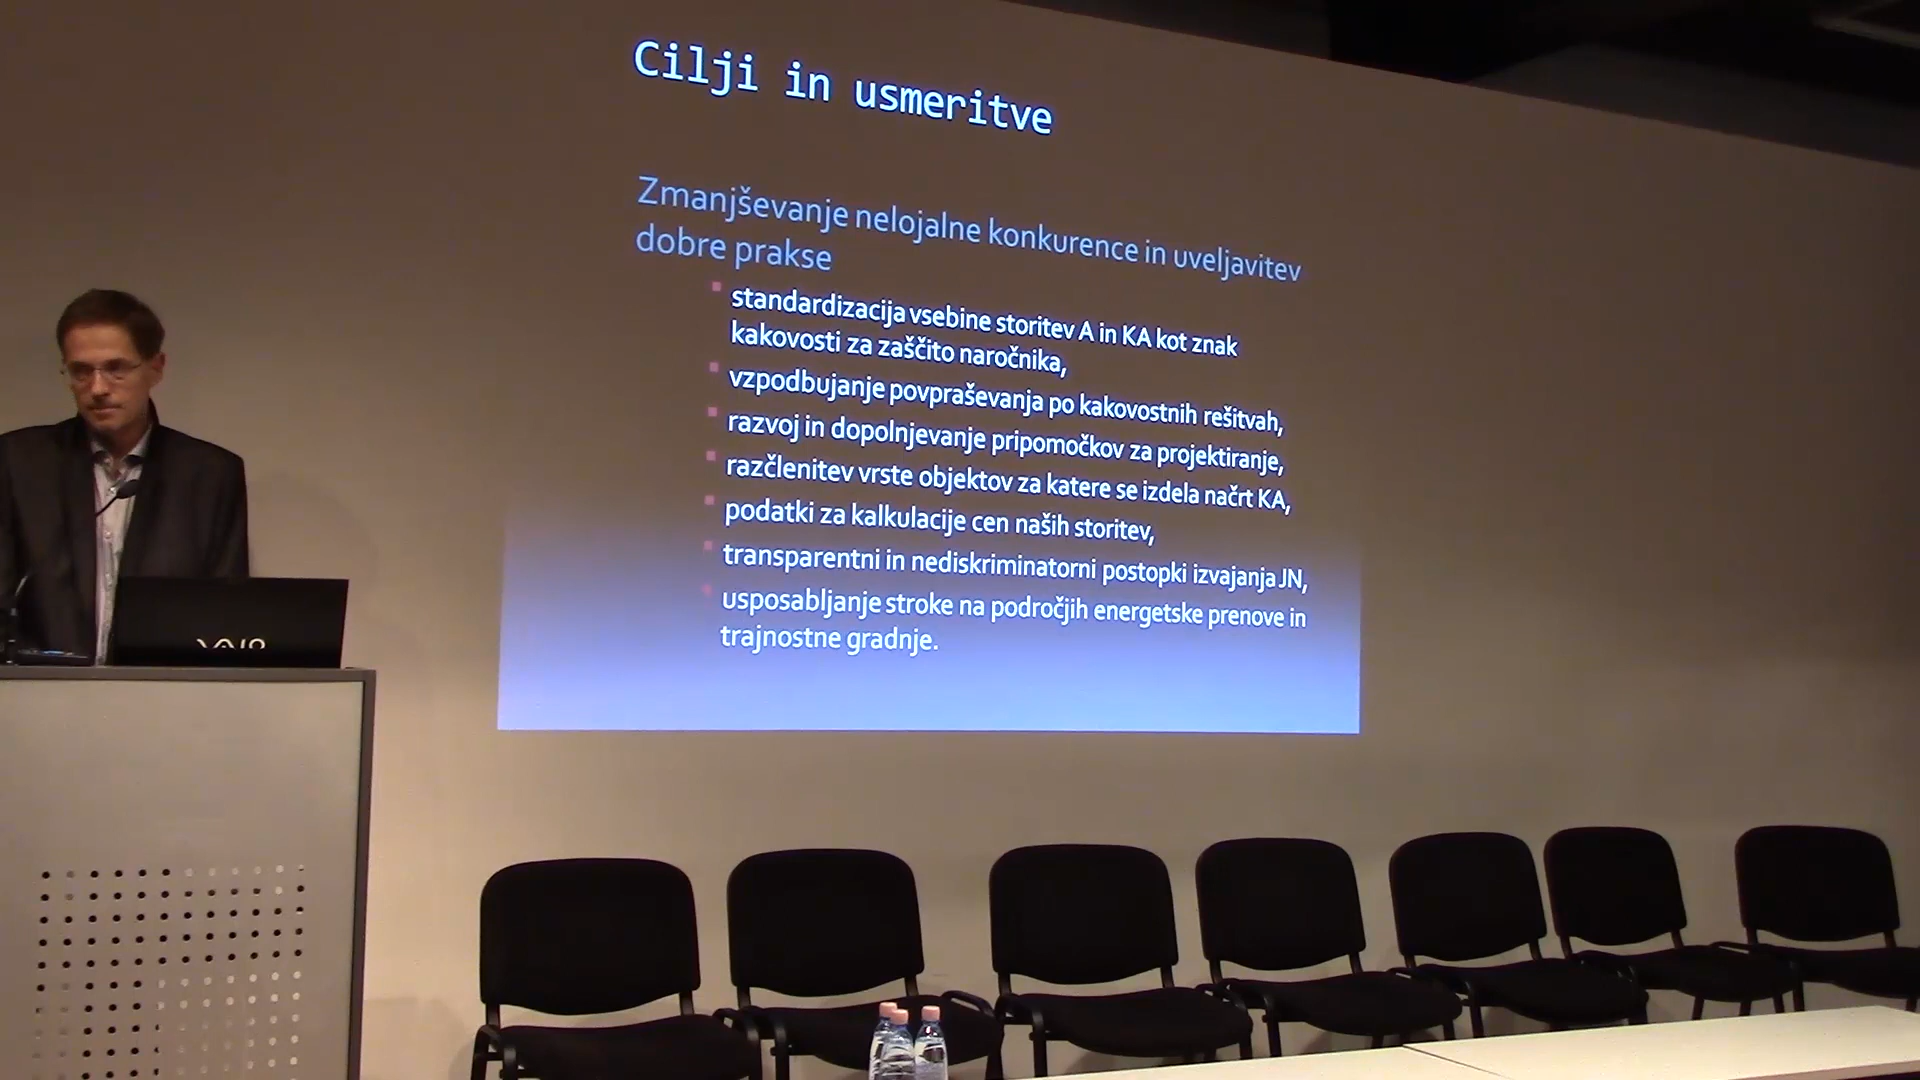 Cilji in usmeritve
Zmanjševanje nelojalne konkurence in uveljavitev
dobre prakse
standardizacija vsebine storitev A in KA kot znak
kakovosti za zaščito naročnika,
vzpodbujanje povpraševanja po kakovostnih rešitvah,
razvoj in dopolnjevanje pripomočkov za projektiranje,
razčlenitev vrste objektov za katere se izdela načrt KA,
podatki za kalkulacije cen naših storitev,
transparentni in nediskriminatorni postopki izvajanja JN,
usposabljanje stroke na področjih energetske prenove in
trajnostne gradnje.
VAIO